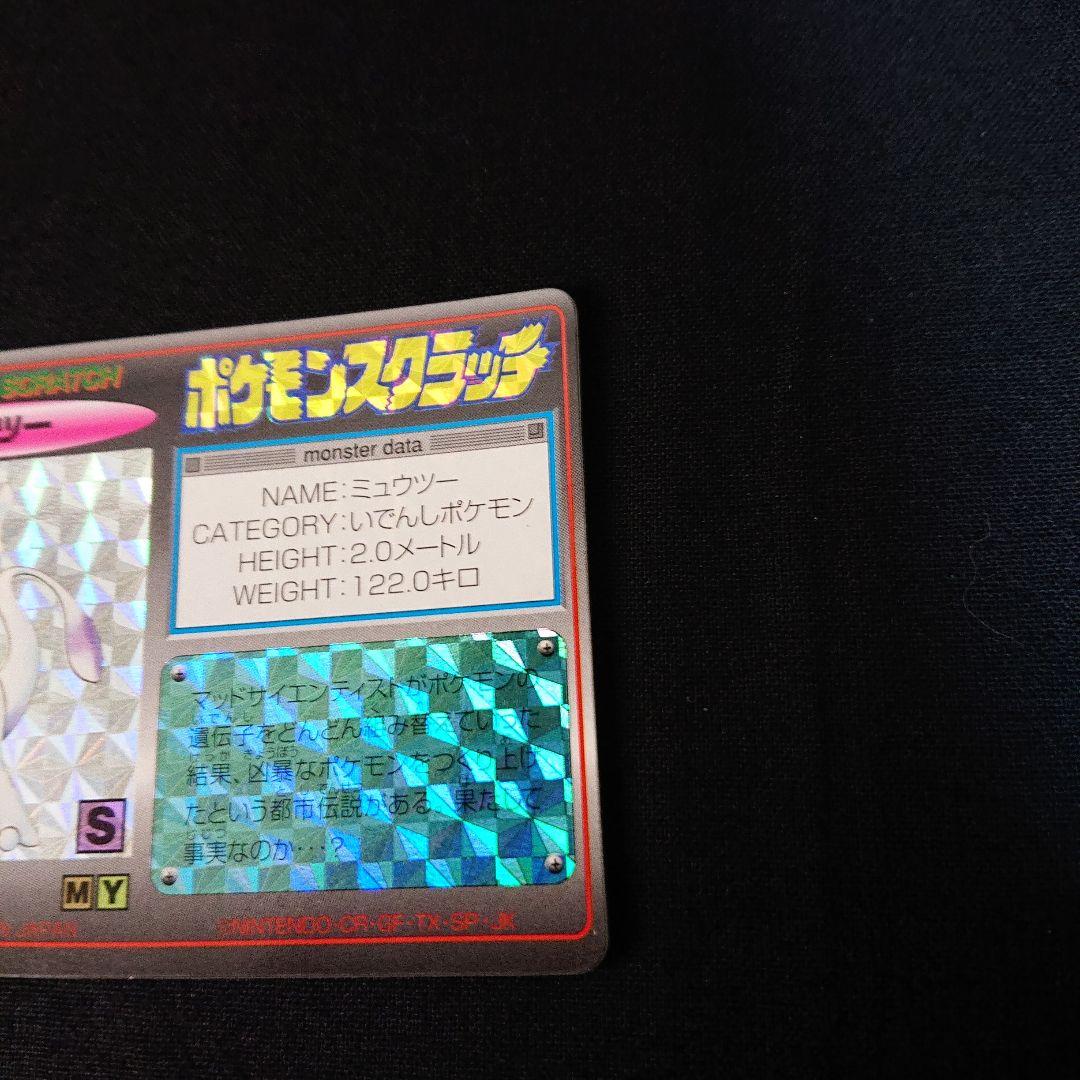 SCRATCH
ツー
ポケモンスクラッチ
monster data
NAME:ミュウツー
CATEGORY:いでんしポケモン
HEIGHT:2.0メートル
WEIGHT:122.0キロ
マッドサイエンティストがポケモンの
遺伝子をどんどん組み替えていった
結果、凶暴なポケモンをつくり上げ
たという都市伝説がある。果たして
事実なのか・・・?
S
M Y
JAPAN
©NINTENDO・CR・GF・TX・SP・JK